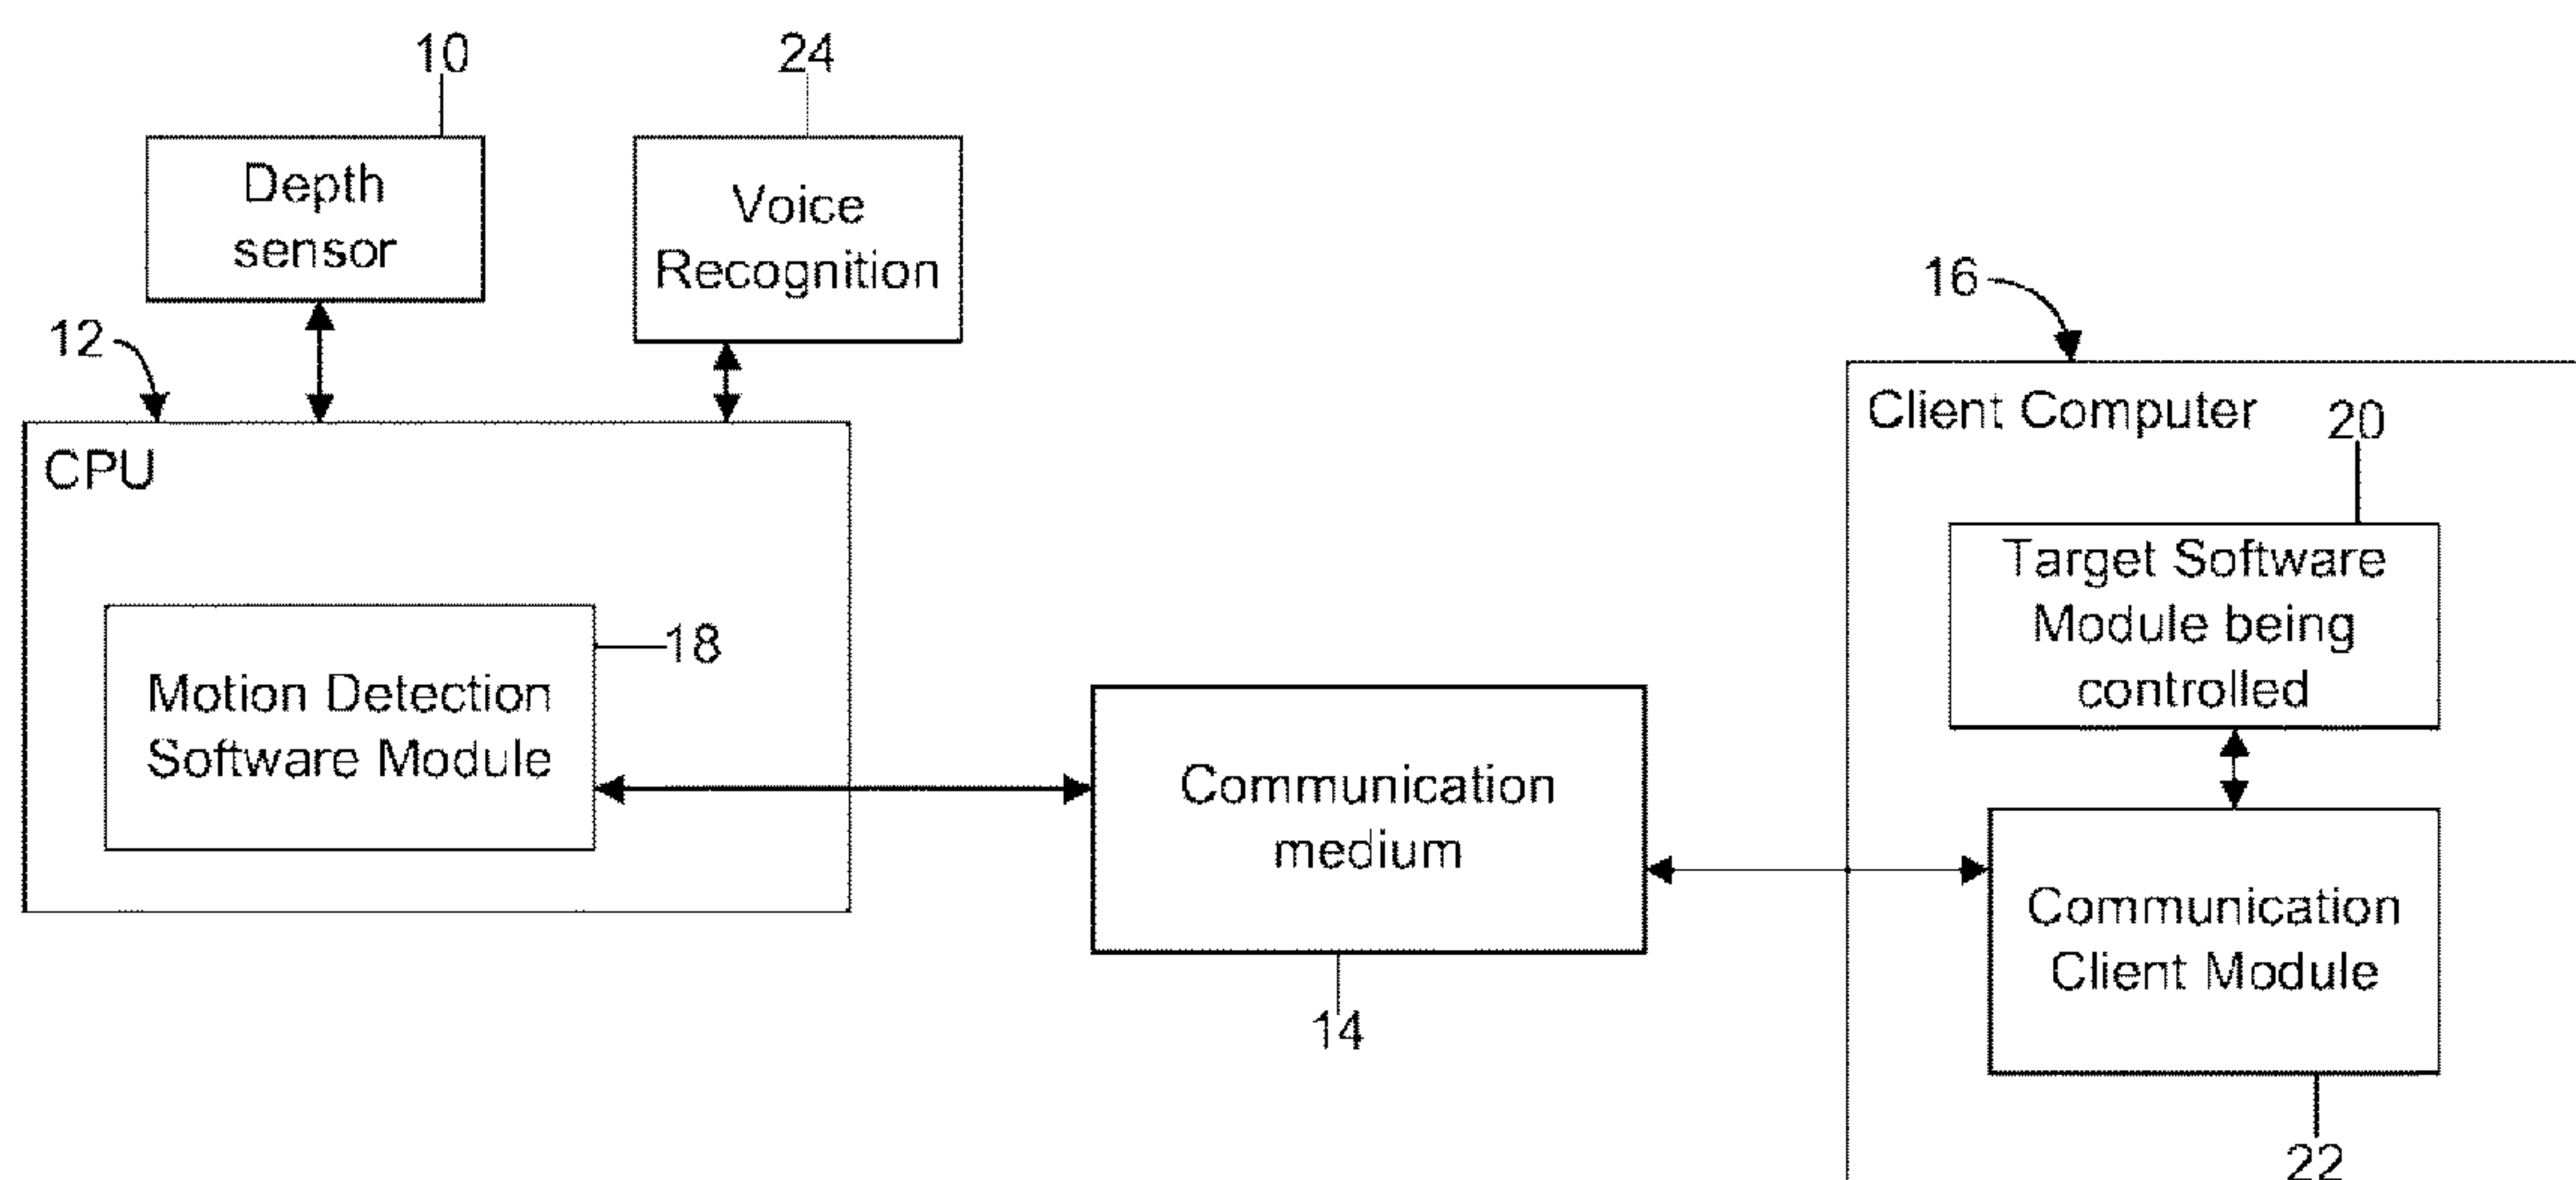 10
24
Depth
sensor
Voice
Recognition
12
16
CPU
Client Computer
20
Target Software
Module being
controlled
18
Motion Detection
Software Module
Communication
medium
14
Communication
Client Module
22